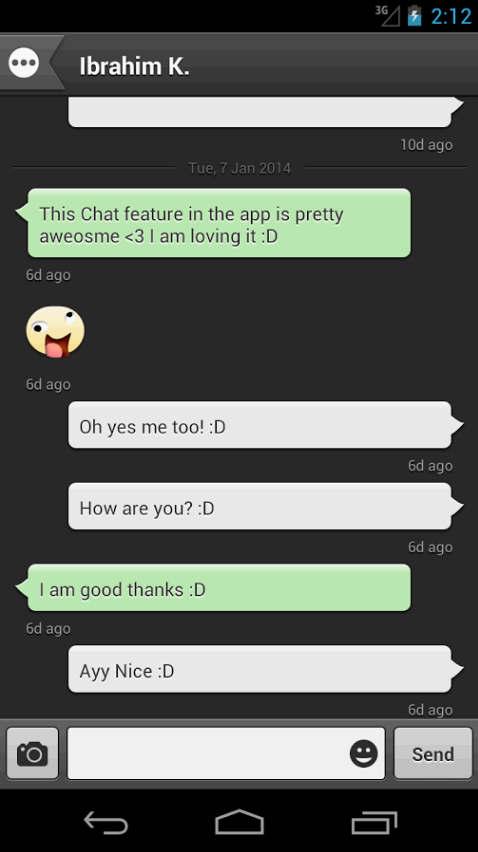 3G 2:12
Ibrahim K.
10d ago
Tue, 7 Jan 2014
This Chat feature in the app is pretty
aweosme <3 I am loving it :D
6d ago
6d ago
Oh yes me too! :D
6d ago
How are you? :D
6d ago
I am good thanks :D
6d ago
Ayy Nice :D
6d ago
Send